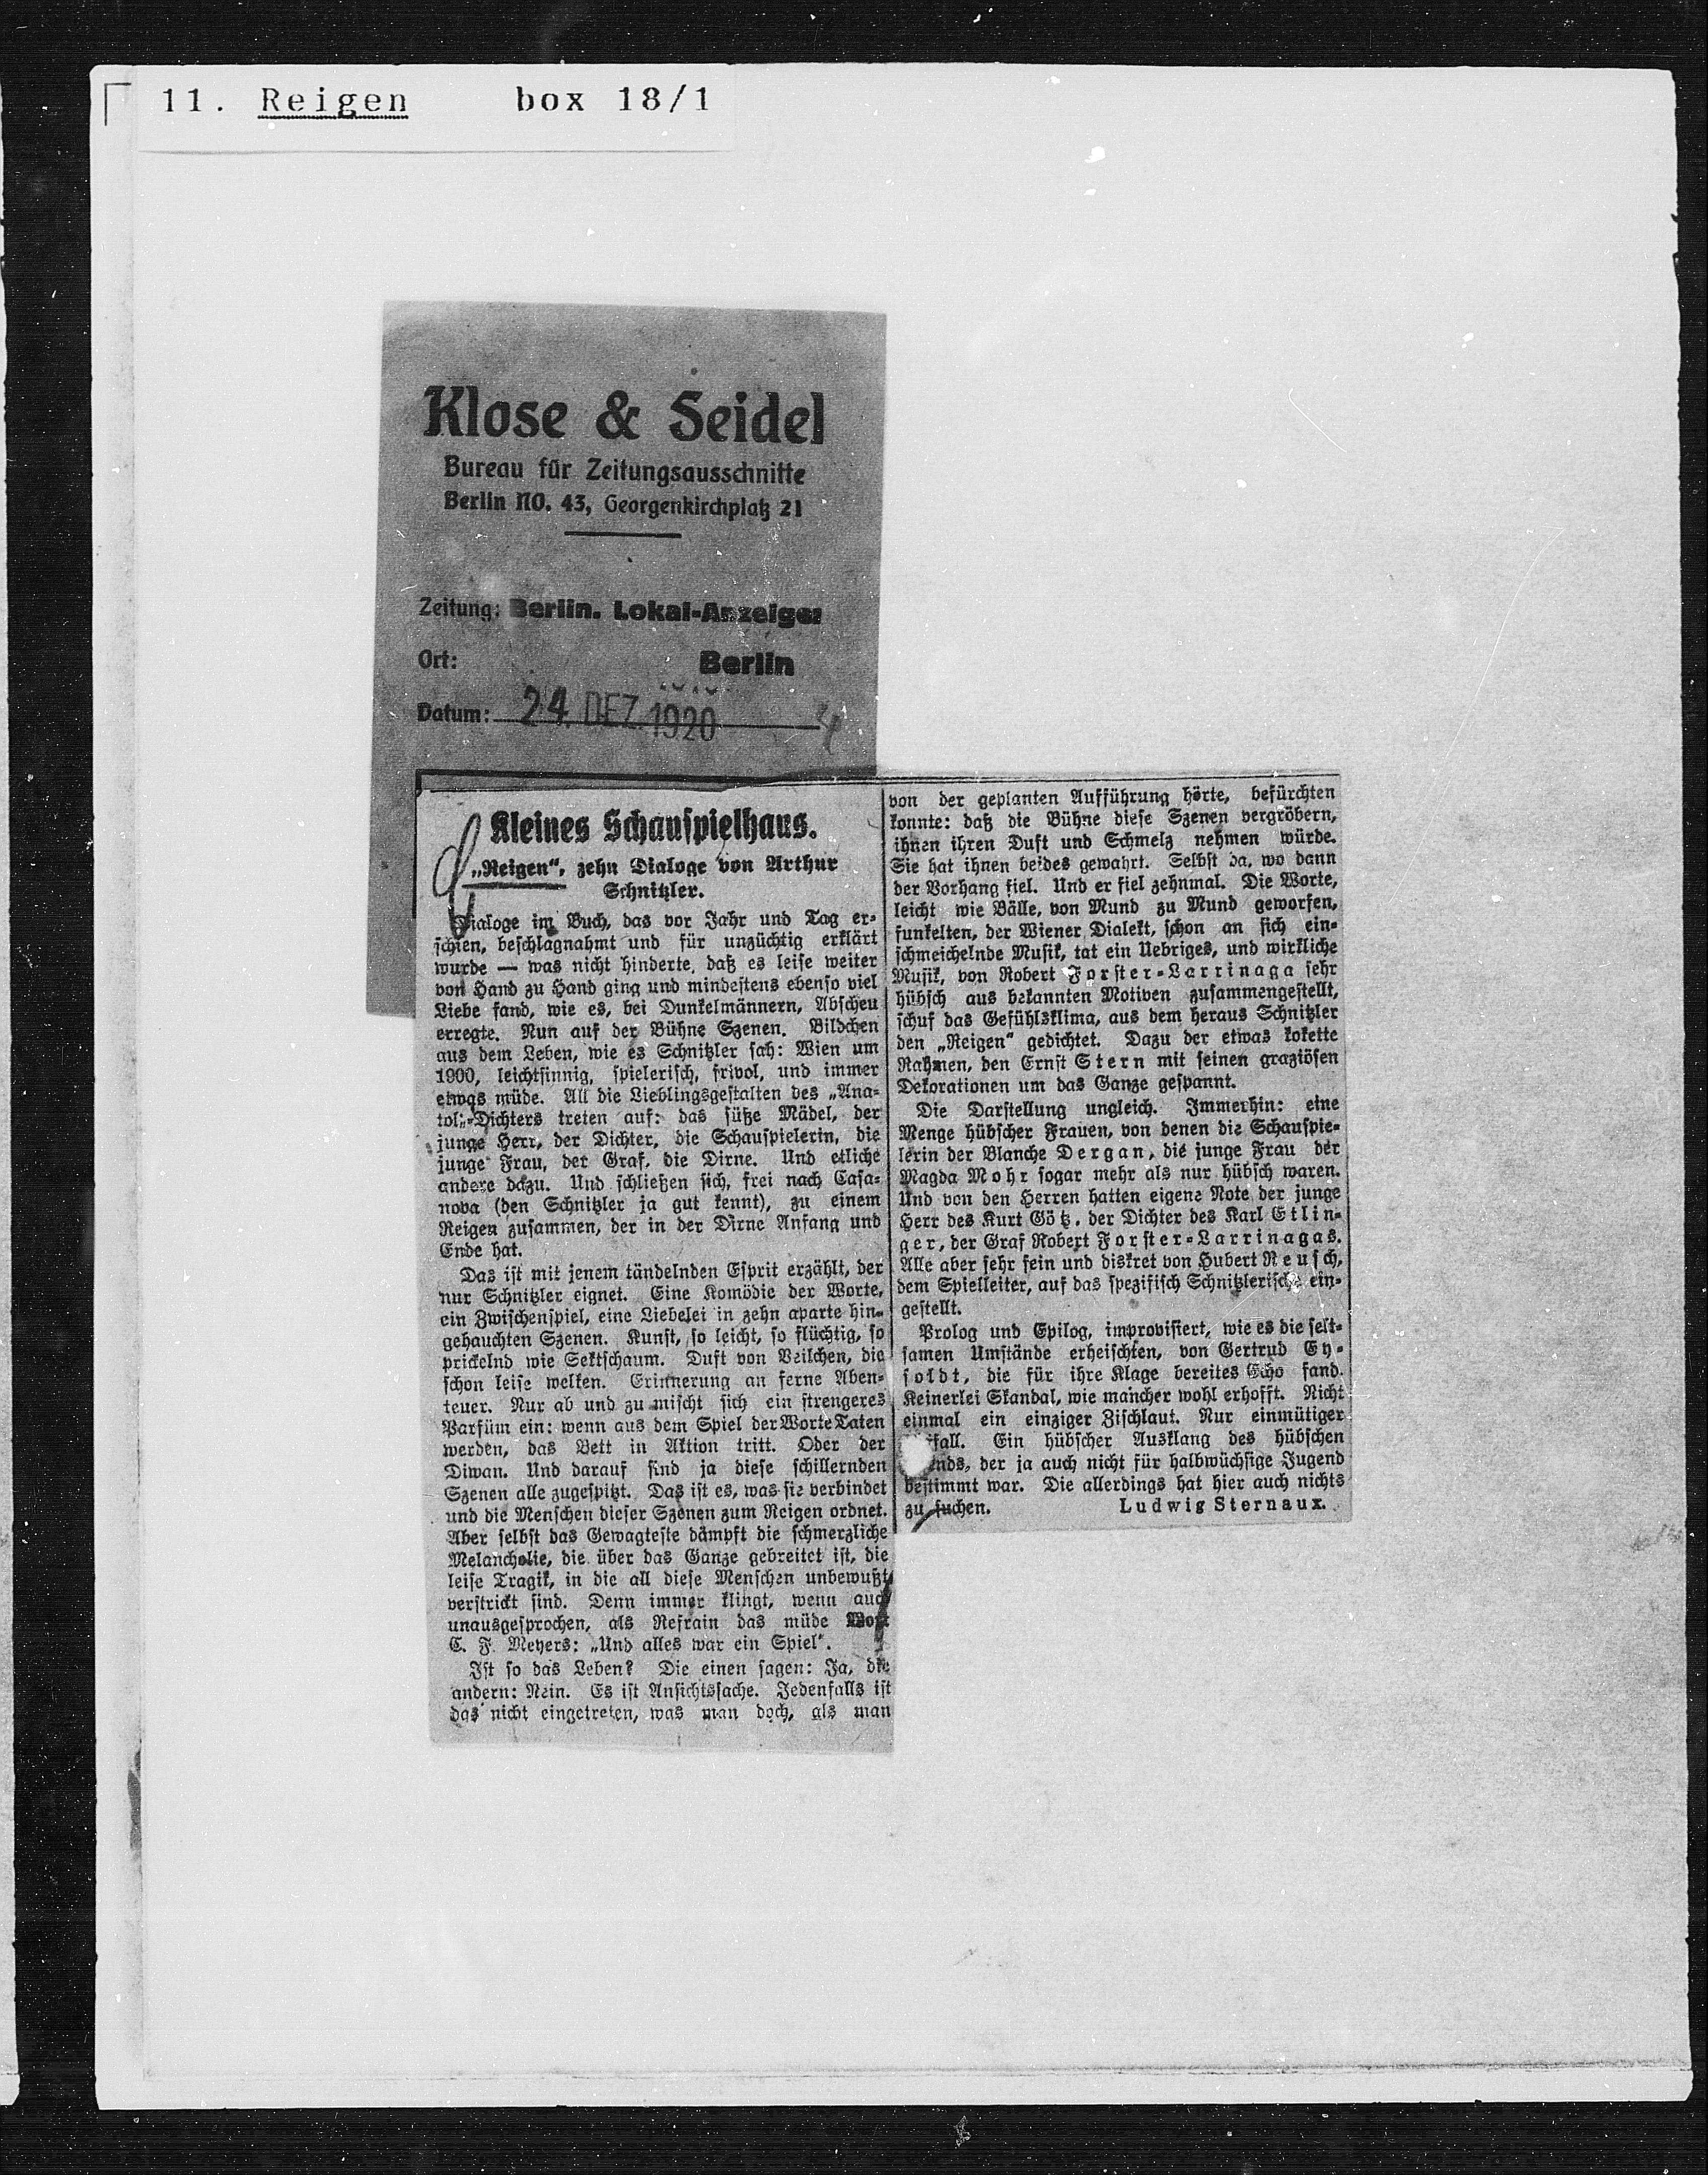 11. Reigen box 18/1
Klose & Seidel
Bureau für Zeitungsausschnitte
Berlin NO. 43, Georgenkirchplatz 21
Zeitung: Berlin. Lokal-Anzeiger
Ort: Berlin
Datum: 24. DEZ. 1920
Kleines Schauspielhaus.
„Reigen“, zehn Dialoge von Arthur
Schnitzler.
Dialoge im Buch, das vor Jahr und Tag er-
schien, beschlagnahmt und für unzüchtig erklärt
wurde — was nicht hinderte, daß es leise weiter
von Hand zu Hand ging und mindestens ebenso viel
Liebe fand, wie es, bei Dunkelmännern, Abscheu
erregte. Nun auf der Bühne Szenen. Bildchen
aus dem Leben, wie es Schnitzler sah: Wien um
1900, leichtsinnig, spielerisch, frivol, und immer
etwas müde. All die Lieblingsgestalten des „Ana-
tol“-Dichters treten auf: das süße Mädel, der
junge Herr, der Dichter, die Schauspielerin, die
junge Frau, der Graf, die Dirne. Und etliche
andere dazu. Und schließen sich, frei nach Casa-
nova (den Schnitzler ja gut kennt), zu einem
Reigen zusammen, der in der Dirne Anfang und
Ende hat.
Das ist mit jenem tändelnden Esprit erzählt, der
nur Schnitzler eignet. Eine Komödie der Worte,
ein Zwischenspiel, eine Liebelei in zehn aparte hin-
gehauchten Szenen. Kunst, so leicht, so flüchtig, so
prickelnd wie Sektschaum. Duft von Veilchen, die
schon leise welken. Erinnerung an ferne Aben-
teuer. Nur ab und zu mischt sich ein strengeres
Parfüm ein: wenn aus dem Spiel der Worte Taten
werden, das Bett in Aktion tritt. Oder der
Diwan. Und darauf sind ja diese schillernden
Szenen alle zugespitzt. Das ist es, was sie verbindet
und die Menschen dieser Szenen zum Reigen ordnet.
Aber selbst das Gewagteste dämpft die schmerzliche
Melancholie, die über das Ganze gebreitet ist, die
leise Tragik, in die all diese Menschen unbewußt
verstrickt sind. Denn immer klingt, wenn auch
unausgesprochen, als Refrain das müde Wort
C. F. Meyers: „Und alles war ein Spiel“.
Ist so das Leben? Die einen sagen: Ja, die
andern: Nein. Es ist Ansichtssache. Jedenfalls ist
das nicht eingetreten, was man doch, als man
von der geplanten Aufführung hörte, befürchten
konnte: daß die Bühne diese Szenen vergröbern,
ihnen ihren Duft und Schmelz nehmen würde.
Sie hat ihnen beides gewahrt. Selbst da, wo dann
der Vorhang fiel. Und er fiel zehnmal. Die Worte,
leicht wie Bälle, von Mund zu Mund geworfen,
funkelten, der Wiener Dialekt, schon an sich ein-
schmeichelnde Musik, tat ein Uebriges, und wirkliche
Musik, von Robert Forster-Larrinaga sehr
hübsch aus bekannten Motiven zusammengestellt,
schuf das Gefühlsklima, aus dem heraus Schnitzler
den „Reigen“ gedichtet. Dazu der etwas kokette
Rahmen, den Ernst Stern mit seinen graziösen
Dekorationen um das Ganze gespannt.
Die Darstellung ungleich. Immerhin: eine
Menge hübscher Frauen, von denen die Schauspie-
lerin der Blanche Dergan, die junge Frau der
Magda Mohr sogar mehr als nur hübsch waren.
Und von den Herren hatten eigene Note der junge
Herr des Kurt Götz, der Dichter des Karl Etlin-
ger, der Graf Robert Forster-Larrinagas.
Alle aber sehr fein und diskret von Hubert Reusch,
dem Spielleiter, auf das spezifisch Schnitzlerische ein-
gestellt.
Prolog und Epilog, improvisiert, wie es die selt-
samen Umstände erheischten, von Gertrud Ey-
soldt, die für ihre Klage bereites Echo fand.
Keinerlei Skandal, wie mancher wohl erhofft. Nicht
einmal ein einziger Zischlaut. Nur einmütiger
fall. Ein hübscher Ausklang des hübschen
nds, der ja auch nicht für halbwüchsige Jugend
bestimmt war. Die allerdings hat hier auch nichts
zu suchen. Ludwig Sternaux.